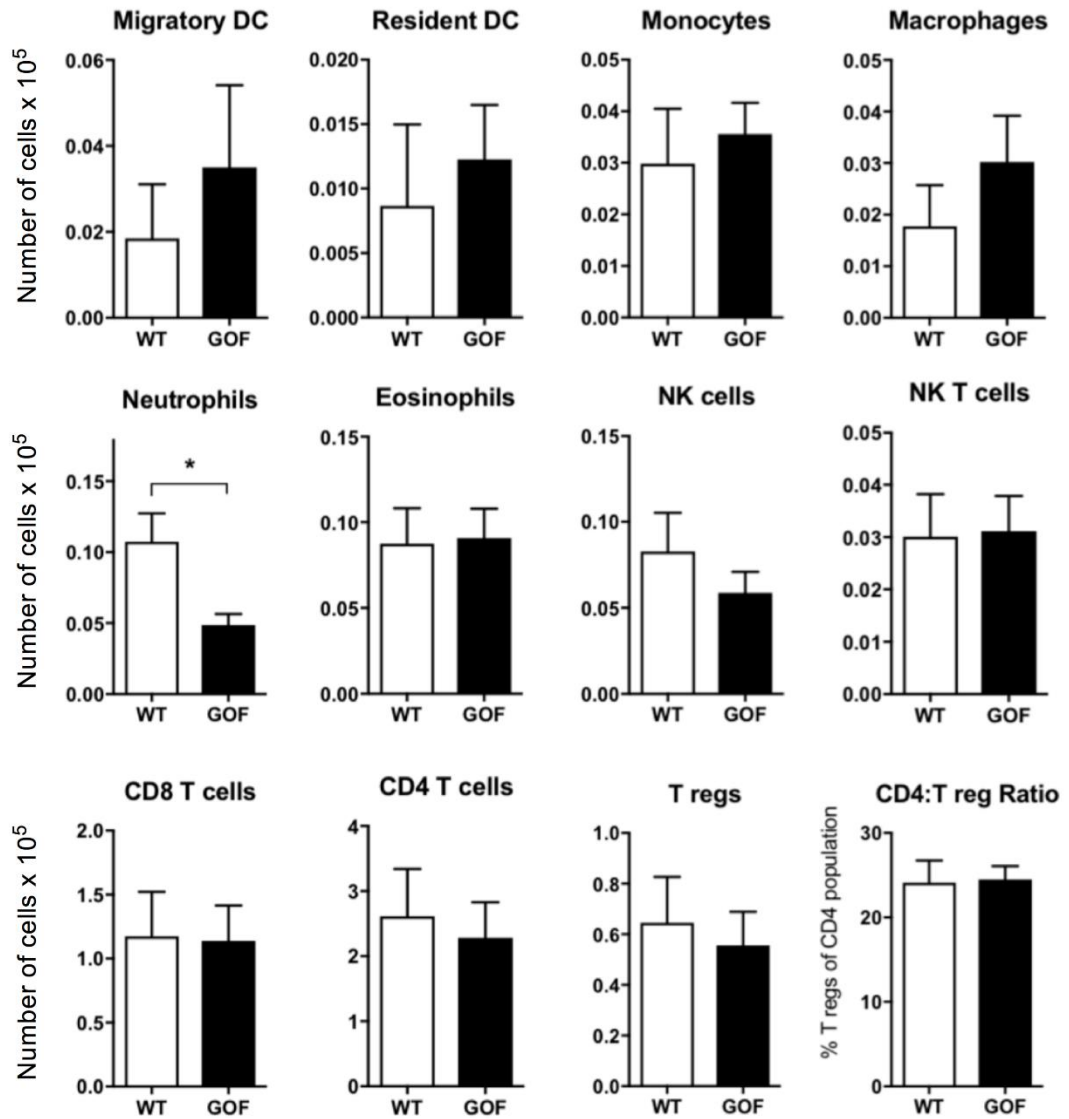 Migratory DC
Number of cells x 10⁵
0.06
0.04
0.02
0.00
WT GOF
Resident DC
0.020
0.015
0.010
0.005
0.000
WT GOF
Monocytes
0.05
0.04
0.03
0.02
0.01
0.00
WT GOF
Macrophages
0.05
0.04
0.03
0.02
0.01
0.00
WT GOF
Neutrophils
Number of cells x 10⁵
0.15
0.10
0.05
0.00
*
WT GOF
Eosinophils
0.15
0.10
0.05
0.00
WT GOF
NK cells
0.15
0.10
0.05
0.00
WT GOF
NK T cells
0.05
0.04
0.03
0.02
0.01
0.00
WT GOF
CD8 T cells
Number of cells x 10⁵
2.0
1.5
1.0
0.5
0.0
WT GOF
CD4 T cells
4
3
2
1
0
WT GOF
T regs
1.0
0.8
0.6
0.4
0.2
0.0
WT GOF
CD4:T reg Ratio
% T regs of CD4 population
30
20
10
0
WT GOF